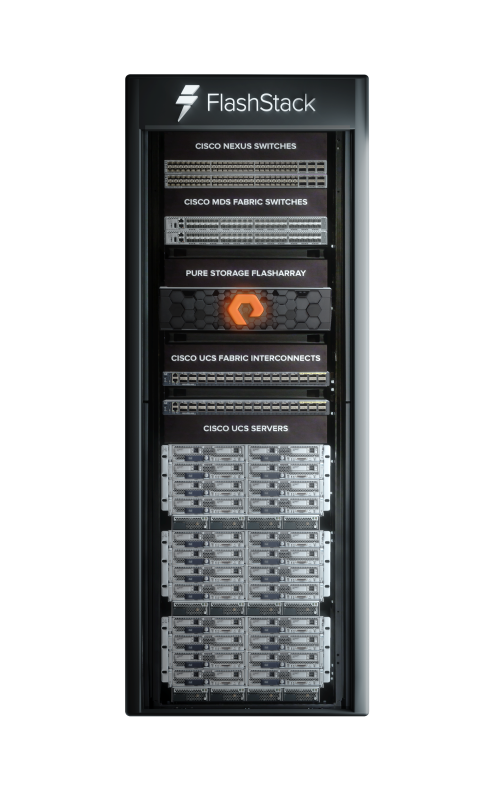 FlashStack
CISCO NEXUS SWITCHES
CISCO MDS FABRIC SWITCHES
PURE STORAGE FLASHARRAY
CISCO UCS FABRIC INTERCONNECTS
CISCO UCS SERVERS